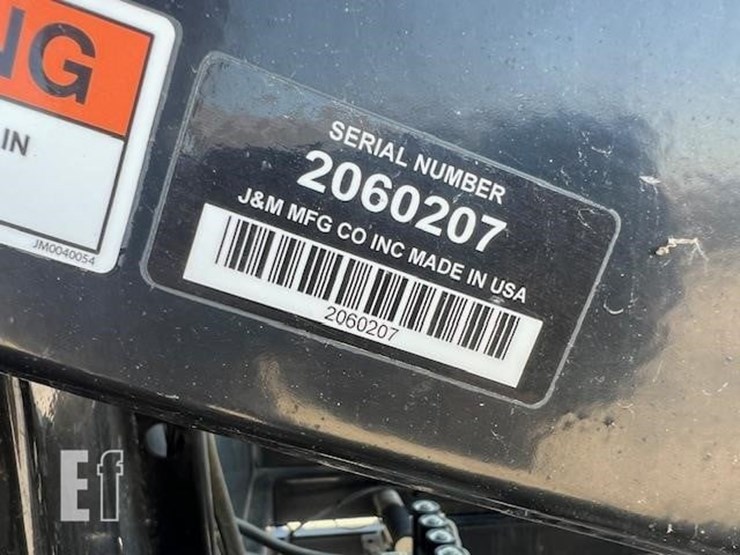 NG
IN
JM0040054
SERIAL NUMBER
2060207
J&M MFG CO INC MADE IN USA
2060207
Ef